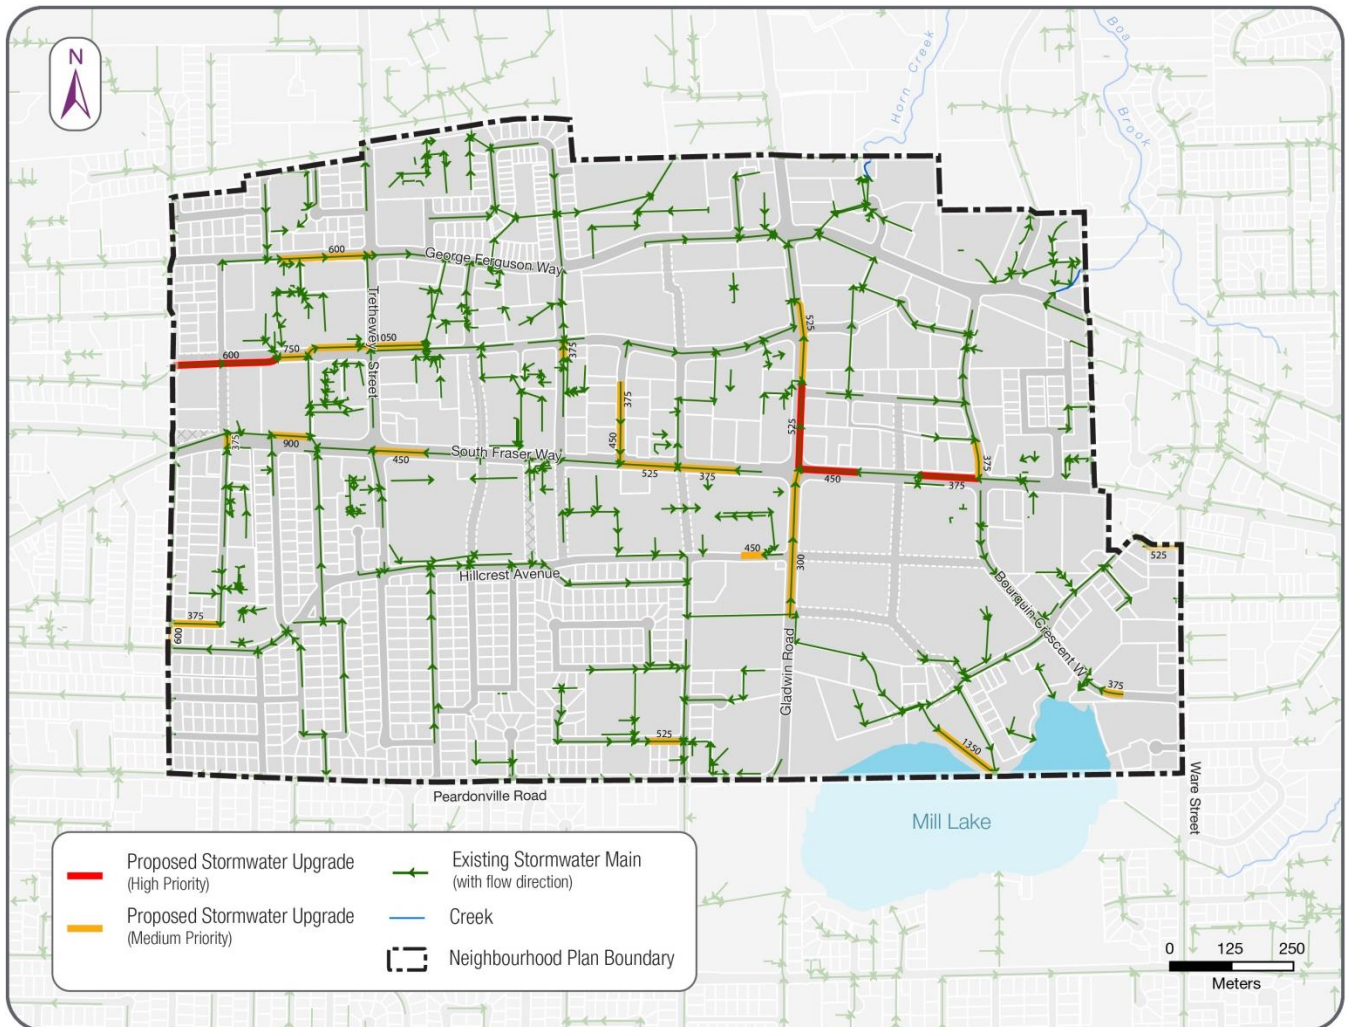 N
Horn Creek
Boa
Brook
600
George Ferguson Way
Trethewey Street
525
600
750
1050
375
375
525
375
900
450
South Fraser Way
450
525
375
450
375
375
450
525
Hillcrest Avenue
300
Bourquin Crescent W
375
600
Gladwin Road
375
525
1350
Peardonville Road
Ware Street
Mill Lake
Proposed Stormwater Upgrade
(High Priority)
Proposed Stormwater Upgrade
(Medium Priority)
Existing Stormwater Main
(with flow direction)
Creek
Neighbourhood Plan Boundary
0 125 250
Meters